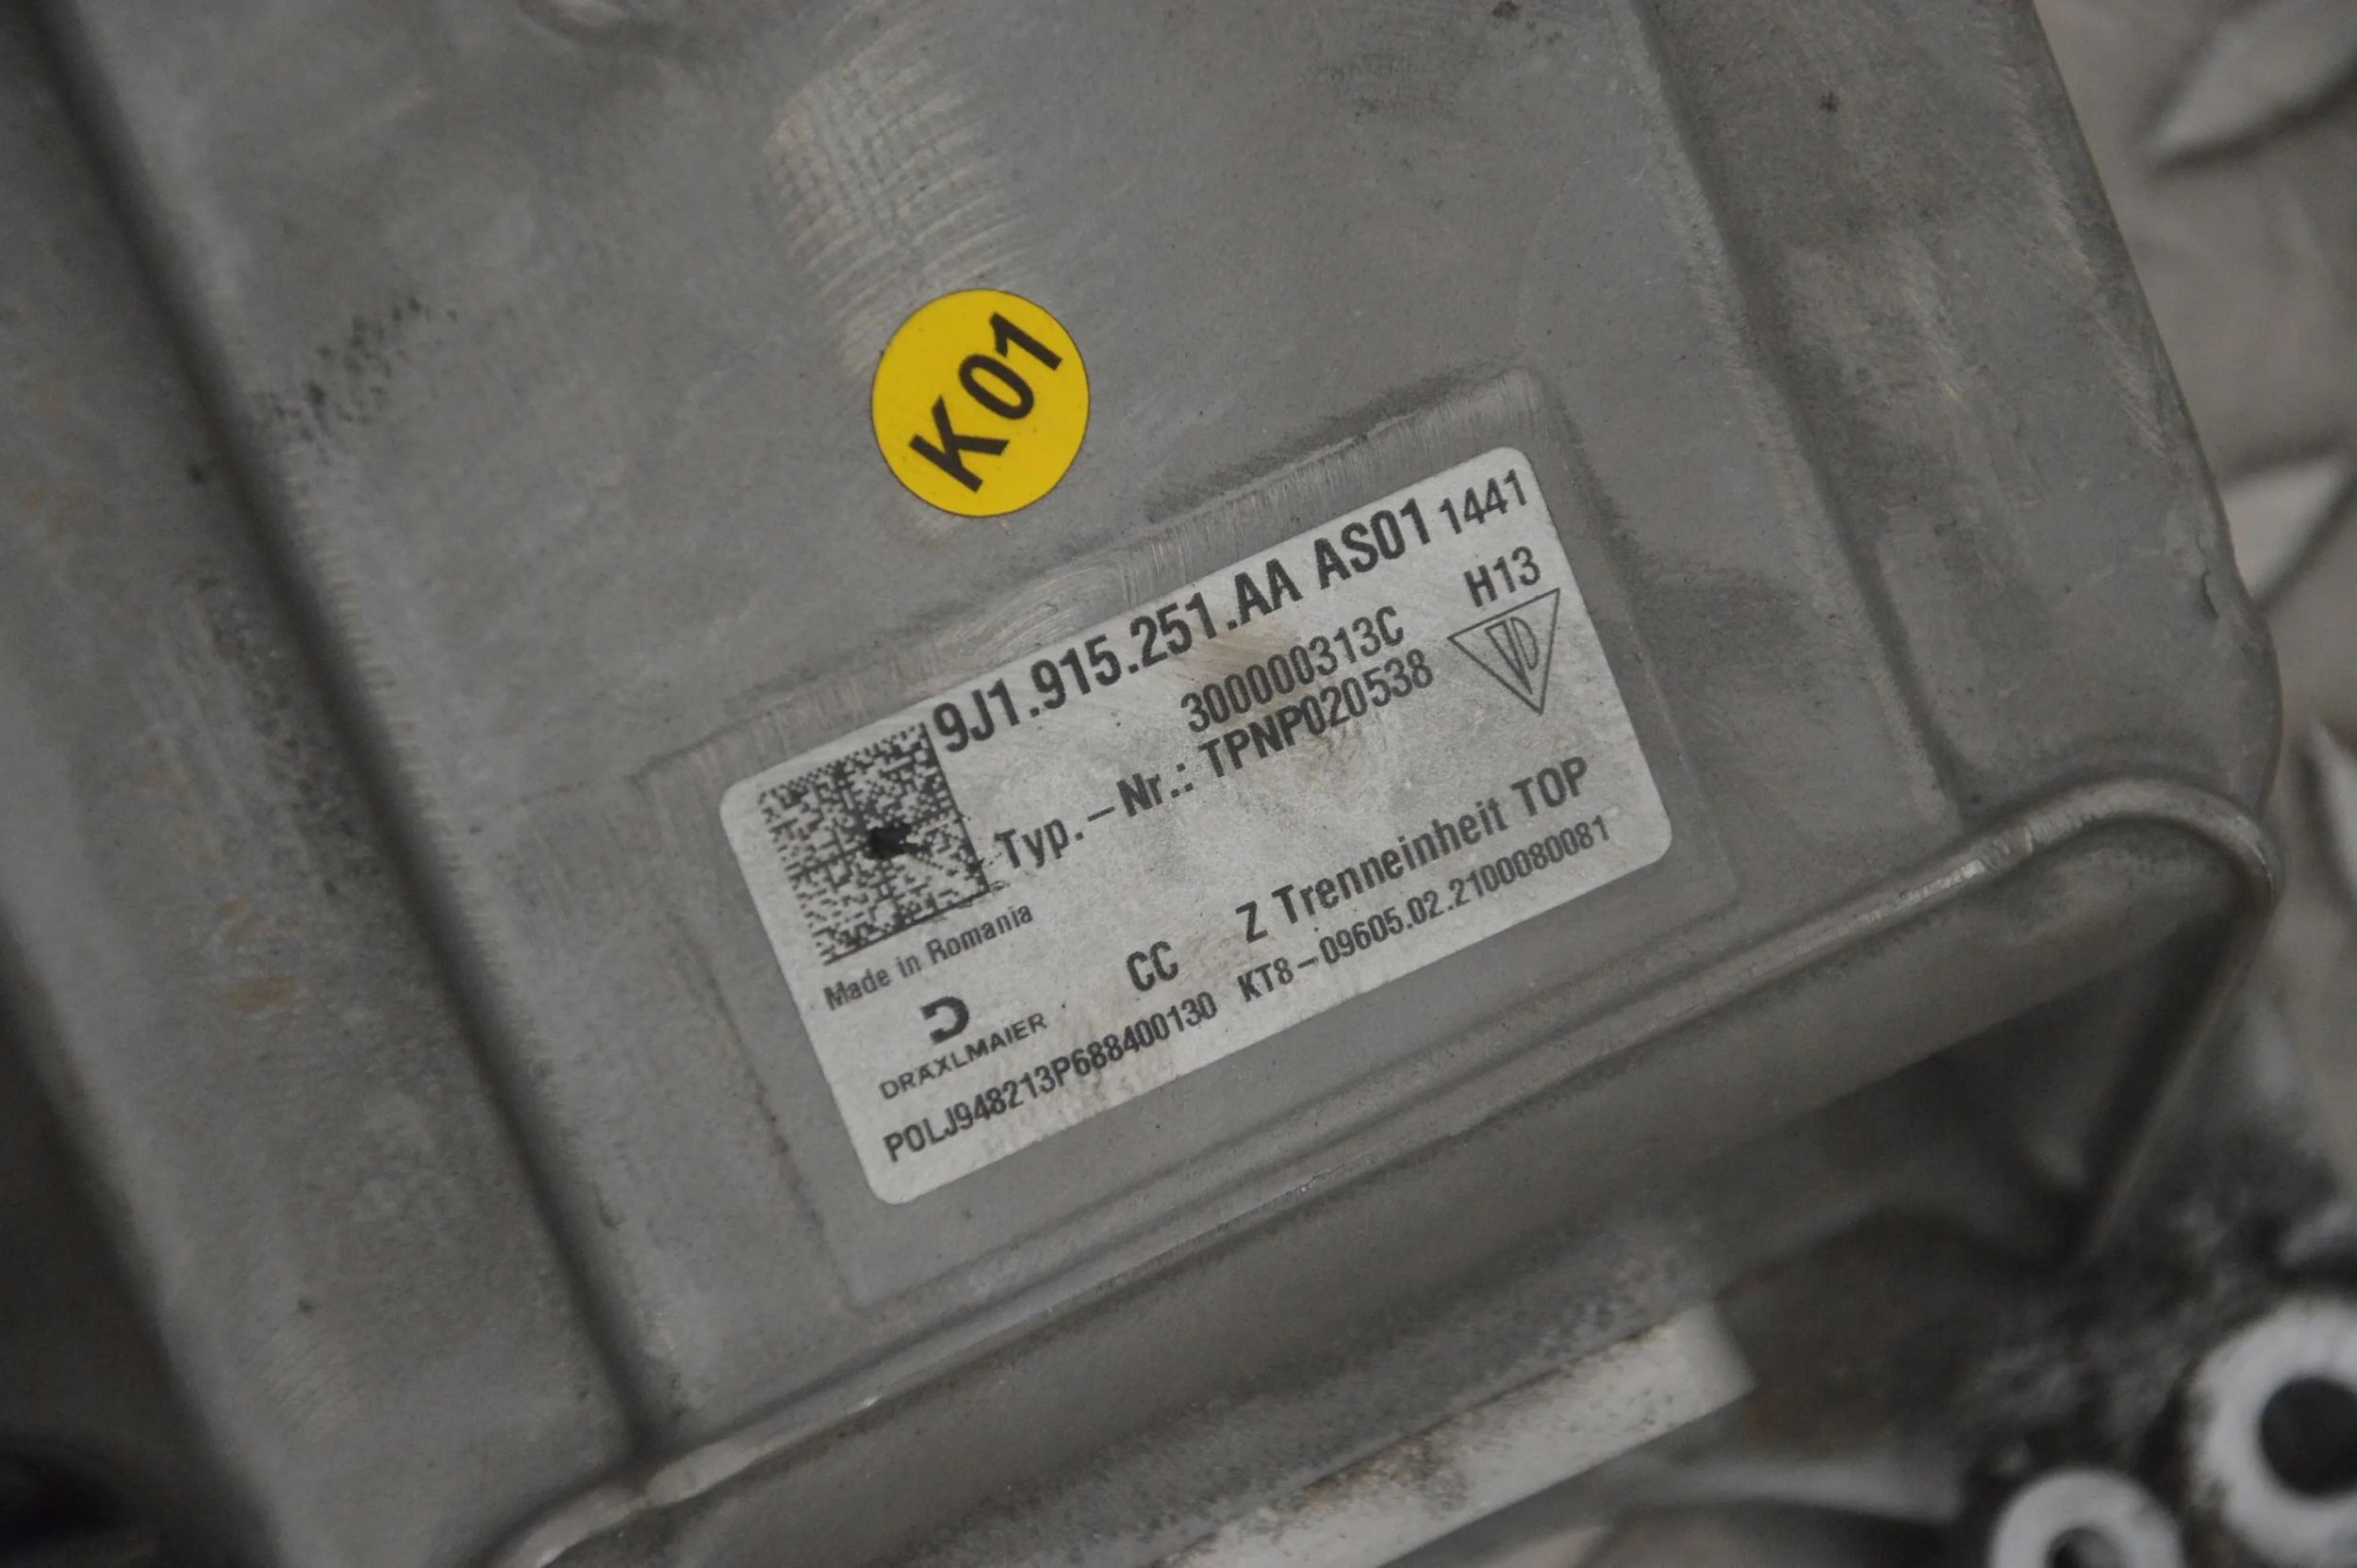 K01
9J1.915.251.AA AS01 1441
300000313C H13
Typ.-Nr.: TPNP020538
Made in Romania
CC Z Trenneinheit TOP
DRÄXLMAIER
P0LJ948213P688400130 KT8-09605.02.2100080081